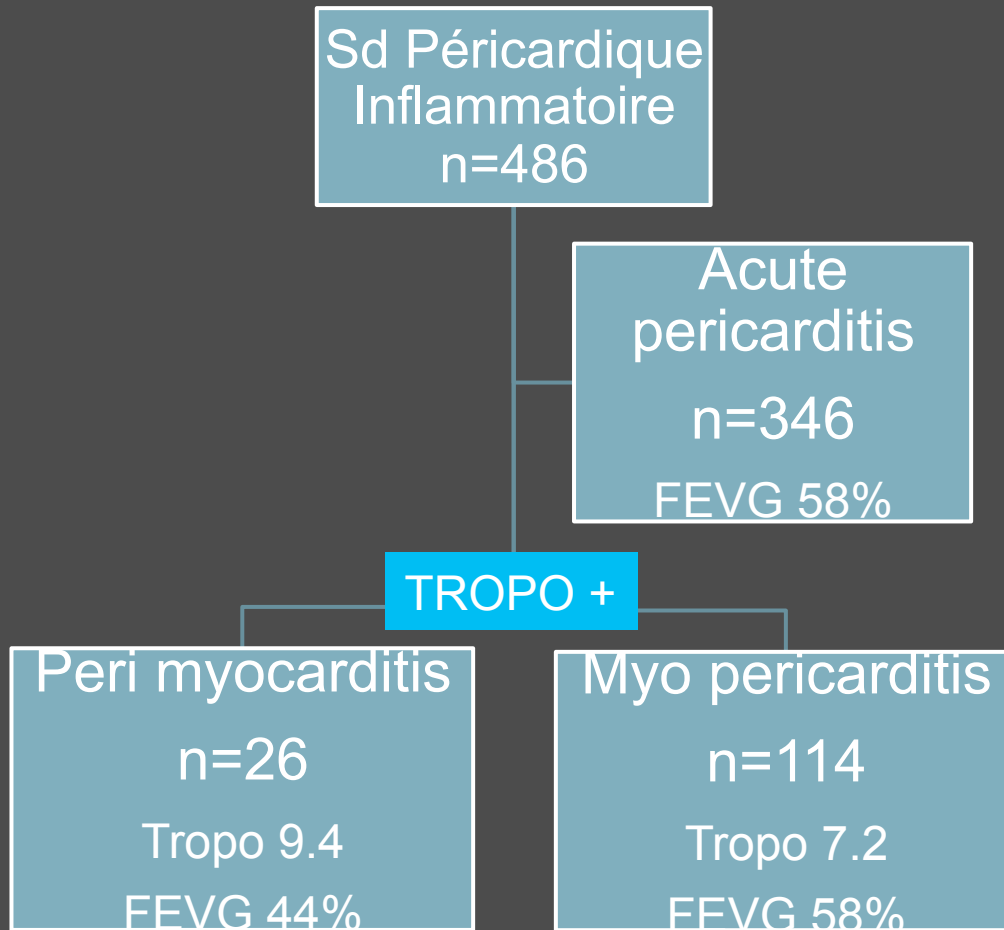 Sd Péricardique
Inflammatoire
n=486
Acute
pericarditis
n=346
FEVG 58%
TROPO +
Peri myocarditis
n=26
Tropo 9.4
FEVG 44%
Myo pericarditis
n=114
Tropo 7.2
FEVG 58%